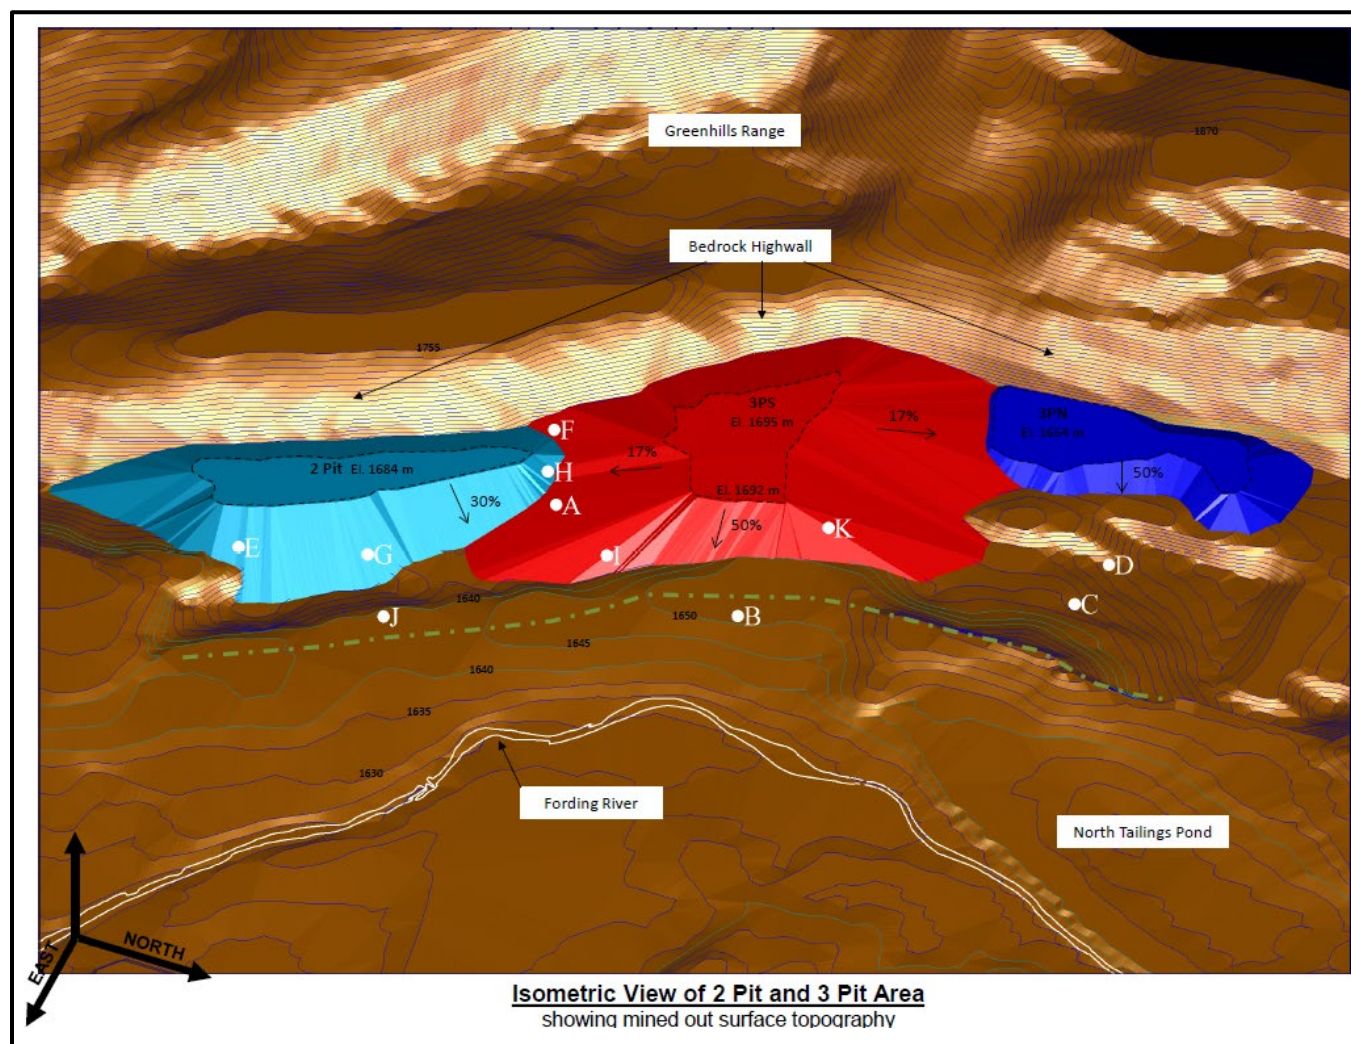 Greenhills Range
1870
Bedrock Highwall
1755
3PS
El. 1695 m
3PN
El. 1654 m
17%
F
17%
2 Pit El. 1684 m
H
50%
30%
A
El. 1692 m
50%
K
E
G
I
D
1640
C
J
1650
B
1645
1640
1635
1630
Fording River
North Tailings Pond
NORTH
EAST
Isometric View of 2 Pit and 3 Pit Area
showing mined out surface topography